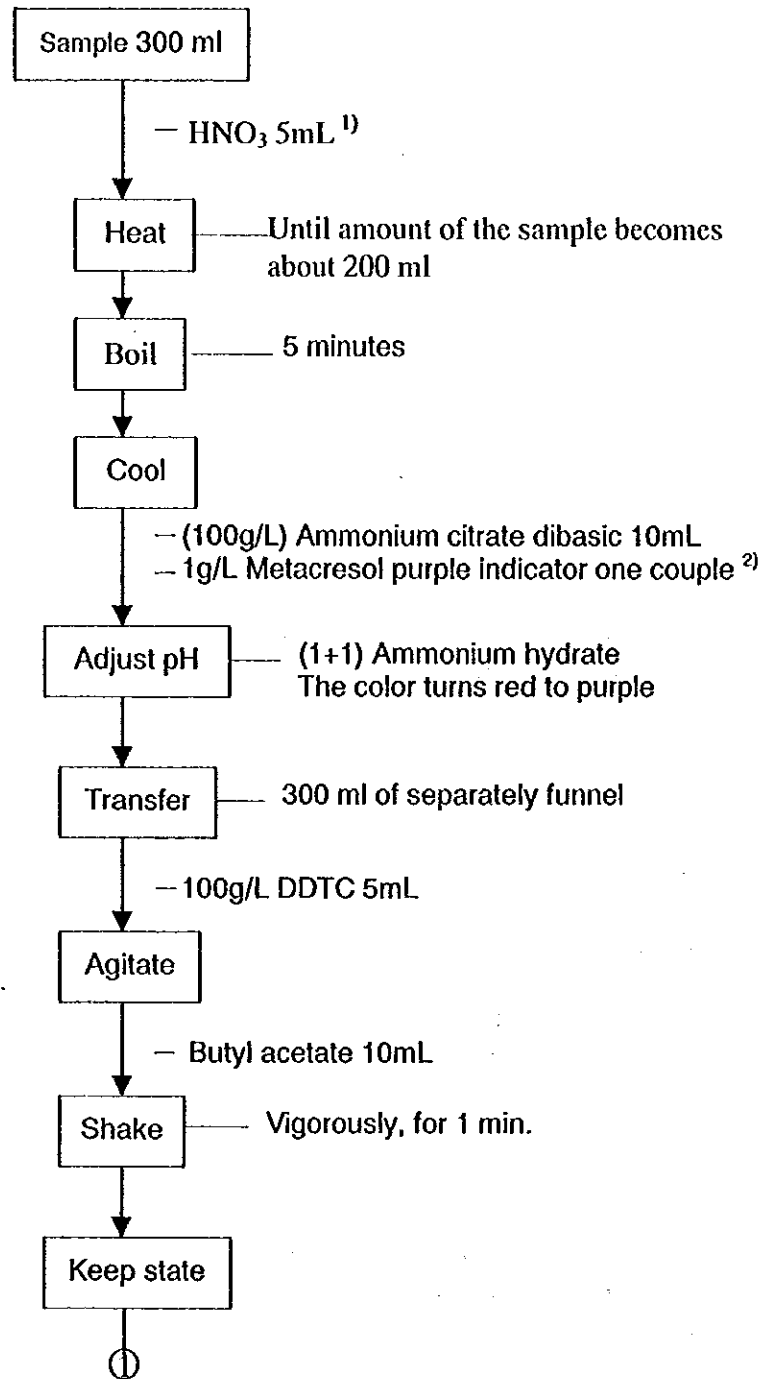 Sample 300 ml
– HNO₃ 5mL ¹⁾
Heat
Until amount of the sample becomes
about 200 ml
Boil
5 minutes
Cool
– (100g/L) Ammonium citrate dibasic 10mL
– 1g/L Metacresol purple indicator one couple ²⁾
Adjust pH
(1+1) Ammonium hydrate
The color turns red to purple
Transfer
300 ml of separately funnel
– 100g/L DDTC 5mL
Agitate
– Butyl acetate 10mL
Shake
Vigorously, for 1 min.
Keep state
①